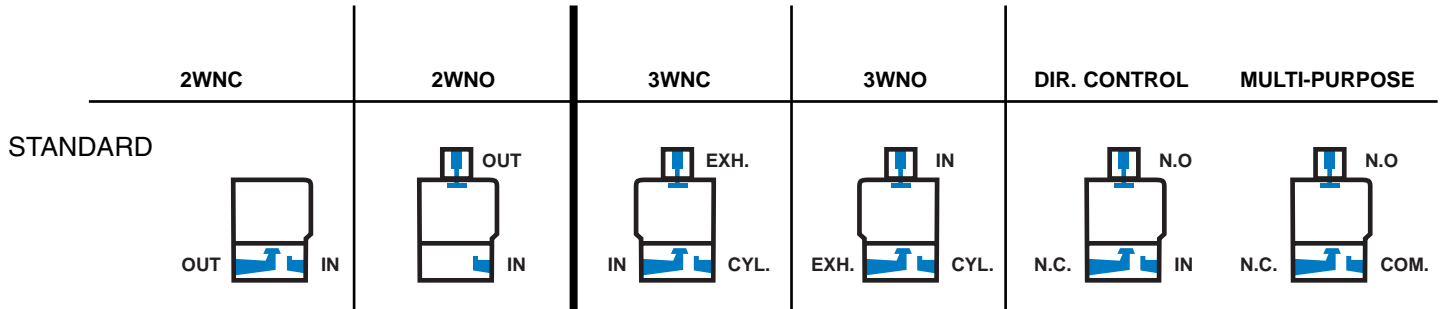 2WNC 2WNO 3WNC 3WNO DIR. CONTROL MULTI-PURPOSE
STANDARD
OUT EXH. IN N.O N.O
OUT IN IN IN CYL. EXH. CYL. N.C. IN N.C. COM.